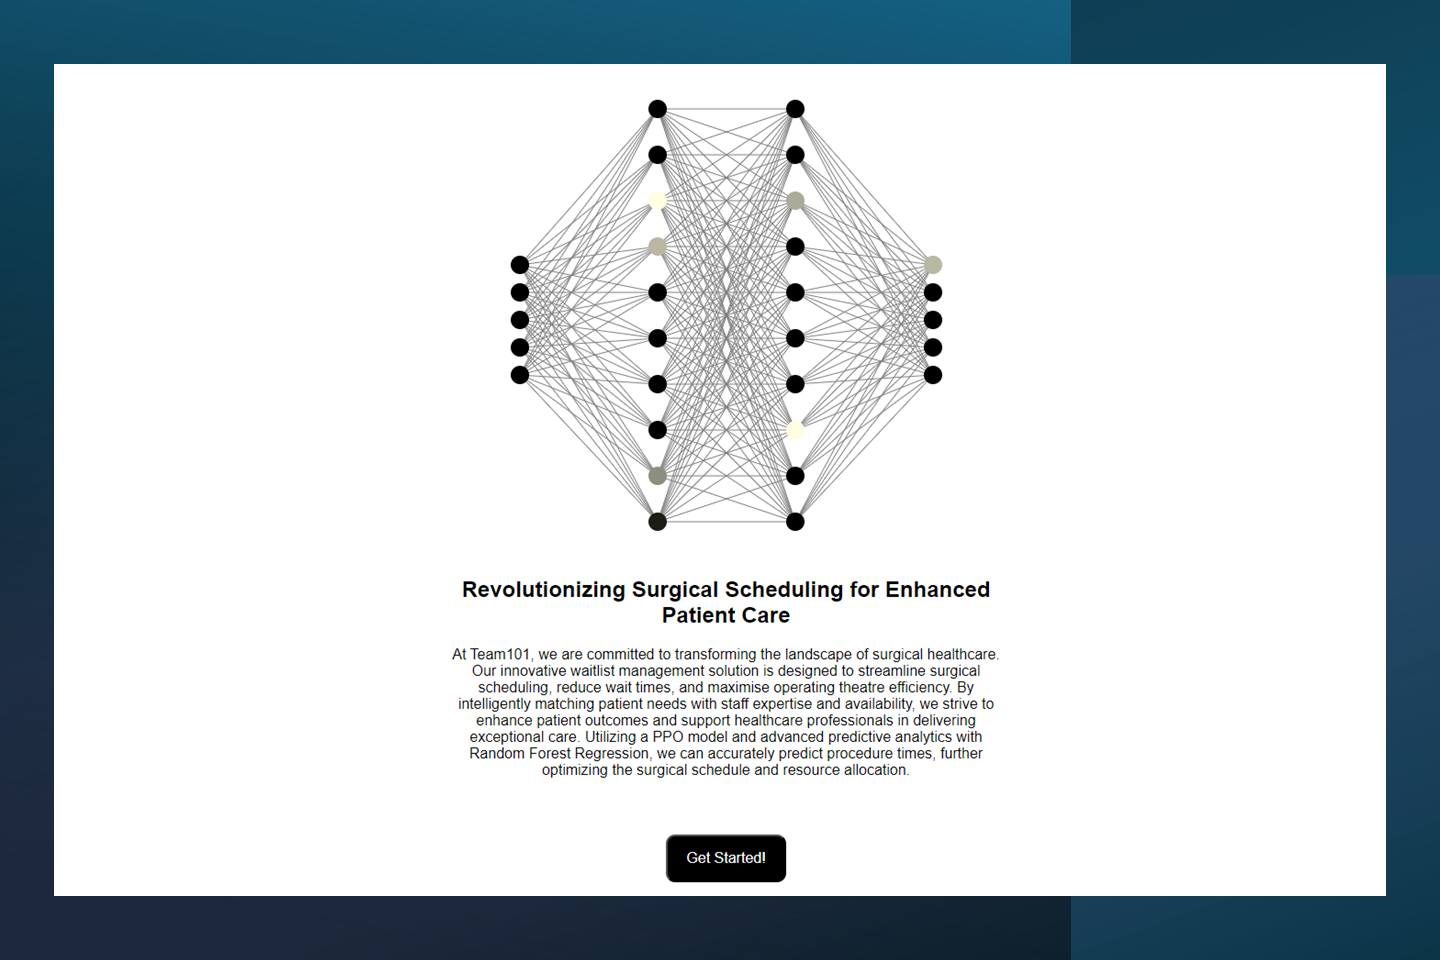 Revolutionizing Surgical Scheduling for Enhanced
Patient Care
At Team101, we are committed to transforming the landscape of surgical healthcare.
Our innovative waitlist management solution is designed to streamline surgical
scheduling, reduce wait times, and maximise operating theatre efficiency. By
intelligently matching patient needs with staff expertise and availability, we strive to
enhance patient outcomes and support healthcare professionals in delivering
exceptional care. Utilizing a PPO model and advanced predictive analytics with
Random Forest Regression, we can accurately predict procedure times, further
optimizing the surgical schedule and resource allocation.
Get Started!